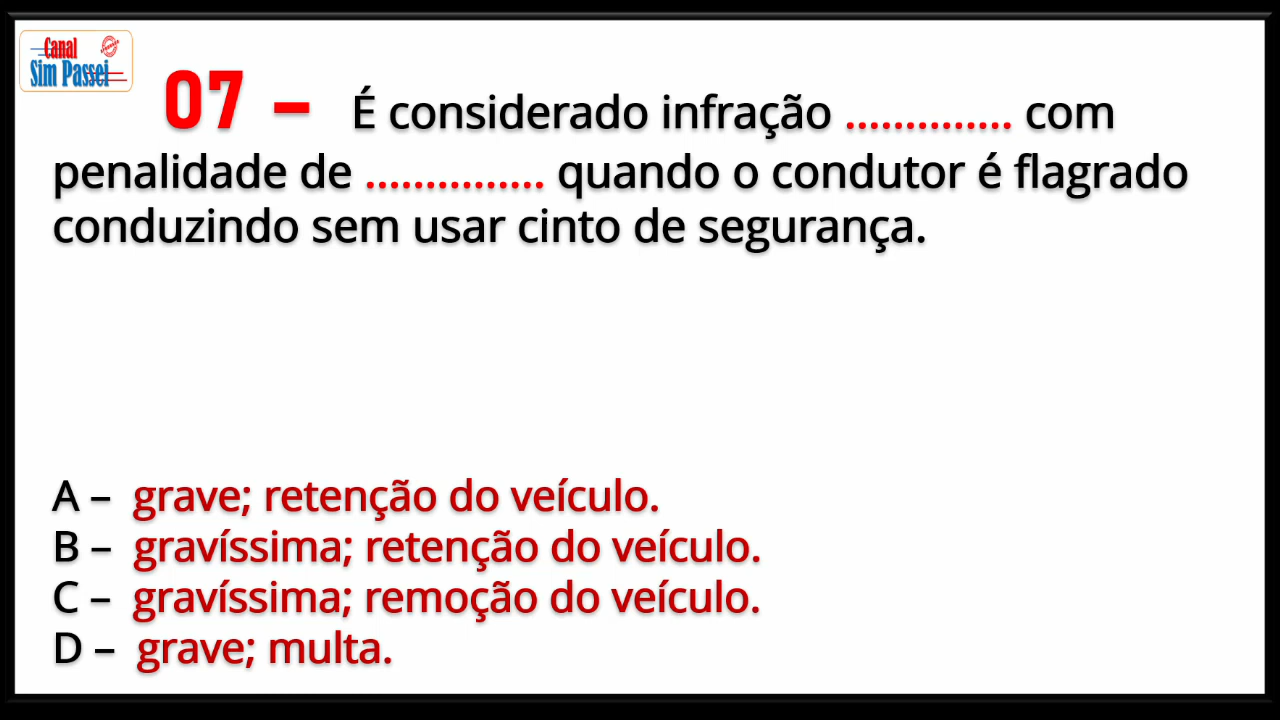 Canal
Sim Passei
07 – É considerado infração .............. com
penalidade de ............... quando o condutor é flagrado
conduzindo sem usar cinto de segurança.
A – grave; retenção do veículo.
B – gravíssima; retenção do veículo.
C – gravíssima; remoção do veículo.
D – grave; multa.